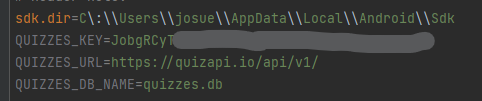 sdk.dir=C\:\\Users\\josue\\AppData\\Local\\Android\\Sdk
QUIZZES_KEY=JobgRCyT
QUIZZES_URL=https://quizapi.io/api/v1/
QUIZZES_DB_NAME=quizzes.db